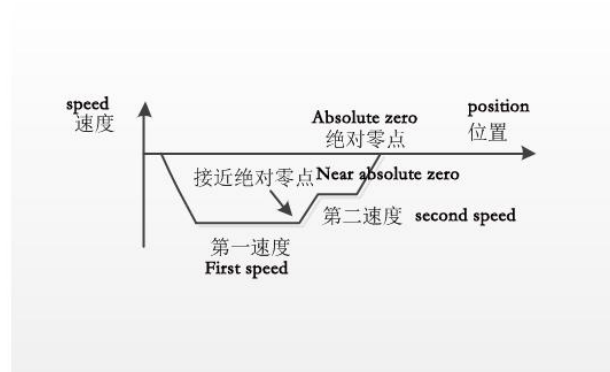 speed
速度
Absolute zero
绝对零点
position
位置
接近绝对零点 Near absolute zero
第二速度 second speed
第一速度
First speed